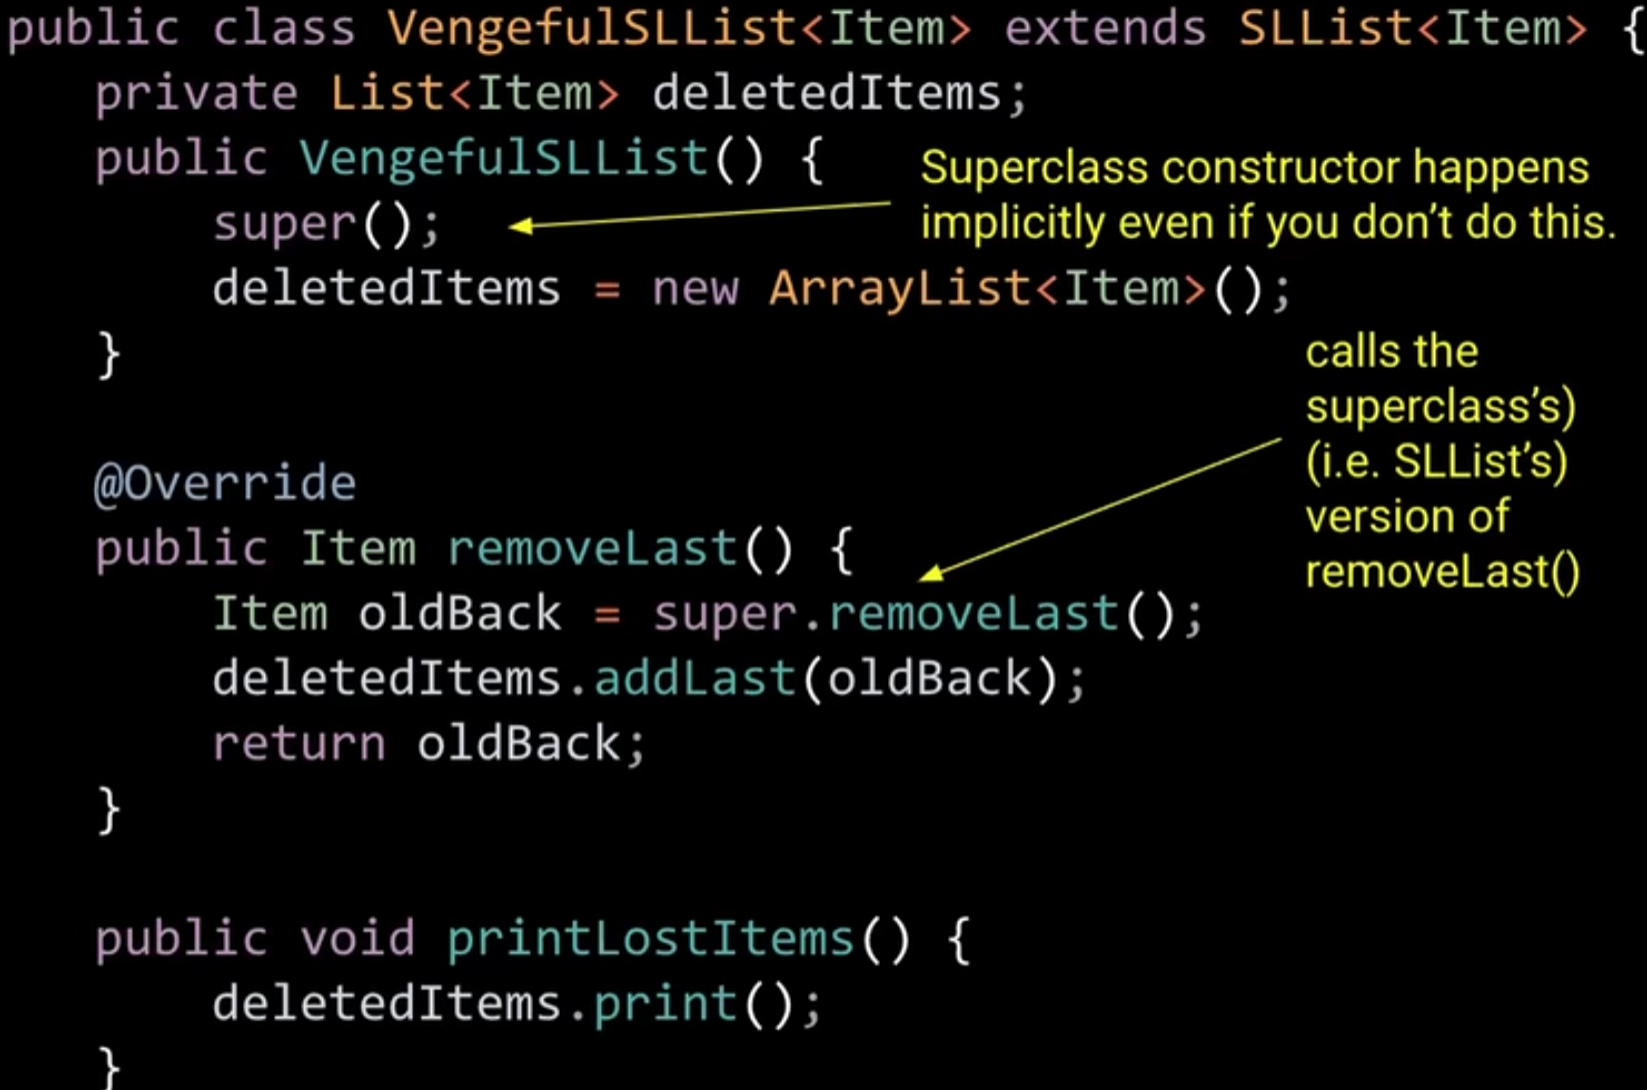 public class VengefulSLList<Item> extends SLList<Item> {
    private List<Item> deletedItems;
    public VengefulSLList() {
Superclass constructor happens
implicitly even if you don’t do this.
        super();
        deletedItems = new ArrayList<Item>();
    }
calls the
superclass’s)
(i.e. SLList’s)
version of
removeLast()
    @Override
    public Item removeLast() {
        Item oldBack = super.removeLast();
        deletedItems.addLast(oldBack);
        return oldBack;
    }
    public void printLostItems() {
        deletedItems.print();
    }